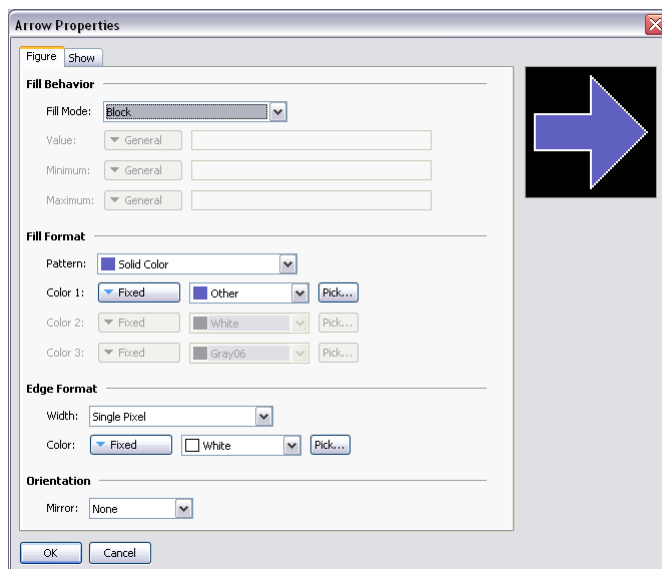 Arrow Properties
Figure Show
Fill Behavior
Fill Mode: Block
Value: General
Minimum: General
Maximum: General
Fill Format
Pattern: Solid Color
Color 1: Fixed Other Pick...
Color 2: Fixed White Pick...
Color 3: Fixed Gray06 Pick...
Edge Format
Width: Single Pixel
Color: Fixed White Pick...
Orientation
Mirror: None
OK Cancel